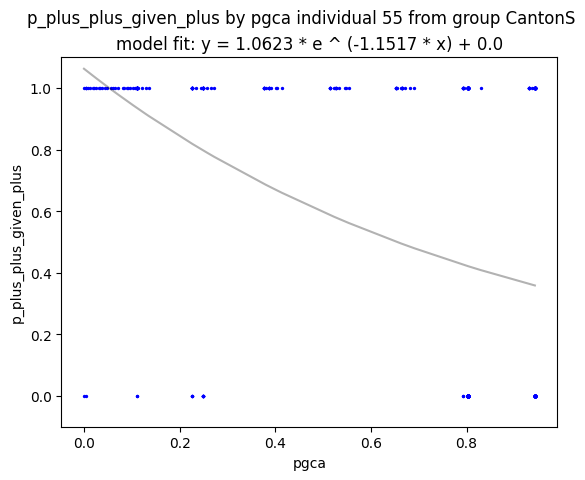 p_plus_plus_given_plus by pgca individual 55 from group CantonS
model fit: y = 1.0623 * e ^ (-1.1517 * x) + 0.0
p_plus_plus_given_plus
1.0
0.8
0.6
0.4
0.2
0.0
0.0 0.2 0.4 0.6 0.8
pgca